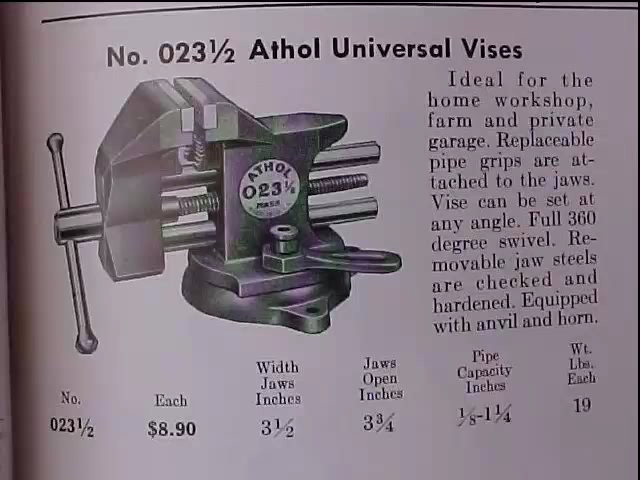 No. 023½ Athol Universal Vises
Ideal for the
home workshop,
farm and private
garage. Replaceable
pipe grips are at-
tached to the jaws.
Vise can be set at
any angle. Full 360
degree swivel. Re-
movable jaw steels
are checked and
hardened. Equipped
with anvil and horn.
ATHOL
023½
MASS.
No.
Each
Width
Jaws
Inches
Jaws
Open
Inches
Pipe
Capacity
Inches
Wt.
Lbs.
Each
023½ $8.90 3½ 3¾ ⅛-1¼ 19